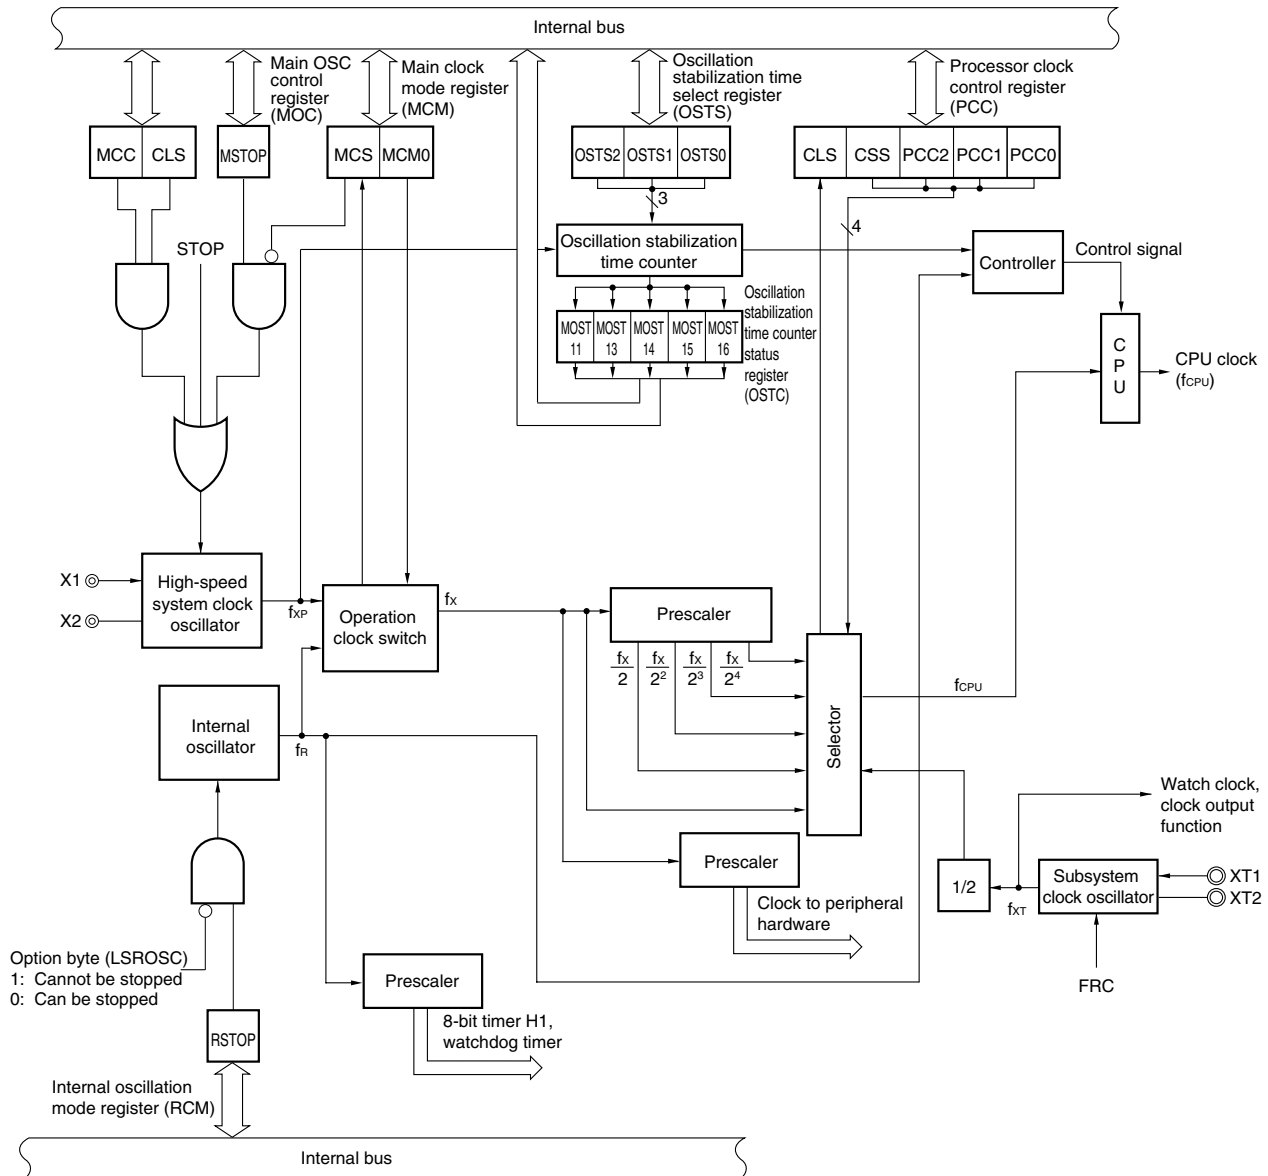 Internal bus
Main OSC
control
register
(MOC)
Main clock
mode register
(MCM)
Oscillation
stabilization time
select register
(OSTS)
Processor clock
control register
(PCC)
MCC CLS
MSTOP
MCS MCM0
OSTS2 OSTS1 OSTS0
CLS CSS PCC2 PCC1 PCC0
3
4
STOP
Oscillation stabilization
time counter
Controller
Control signal
MOST 11
MOST 13
MOST 14
MOST 15
MOST 16
Oscillation
stabilization
time counter
status
register
(OSTC)
C
P
U
CPU clock
(fCPU)
X1
X2
High-speed
system clock
oscillator
fXP
Operation
clock switch
fX
Prescaler
fX/2 fX/2² fX/2³ fX/2⁴
Selector
fCPU
Internal
oscillator
fR
Watch clock,
clock output
function
Prescaler
Clock to peripheral
hardware
1/2
fXT
Subsystem
clock oscillator
XT1
XT2
FRC
Option byte (LSROSC)
1: Cannot be stopped
0: Can be stopped
Prescaler
8-bit timer H1,
watchdog timer
RSTOP
Internal oscillation
mode register (RCM)
Internal bus